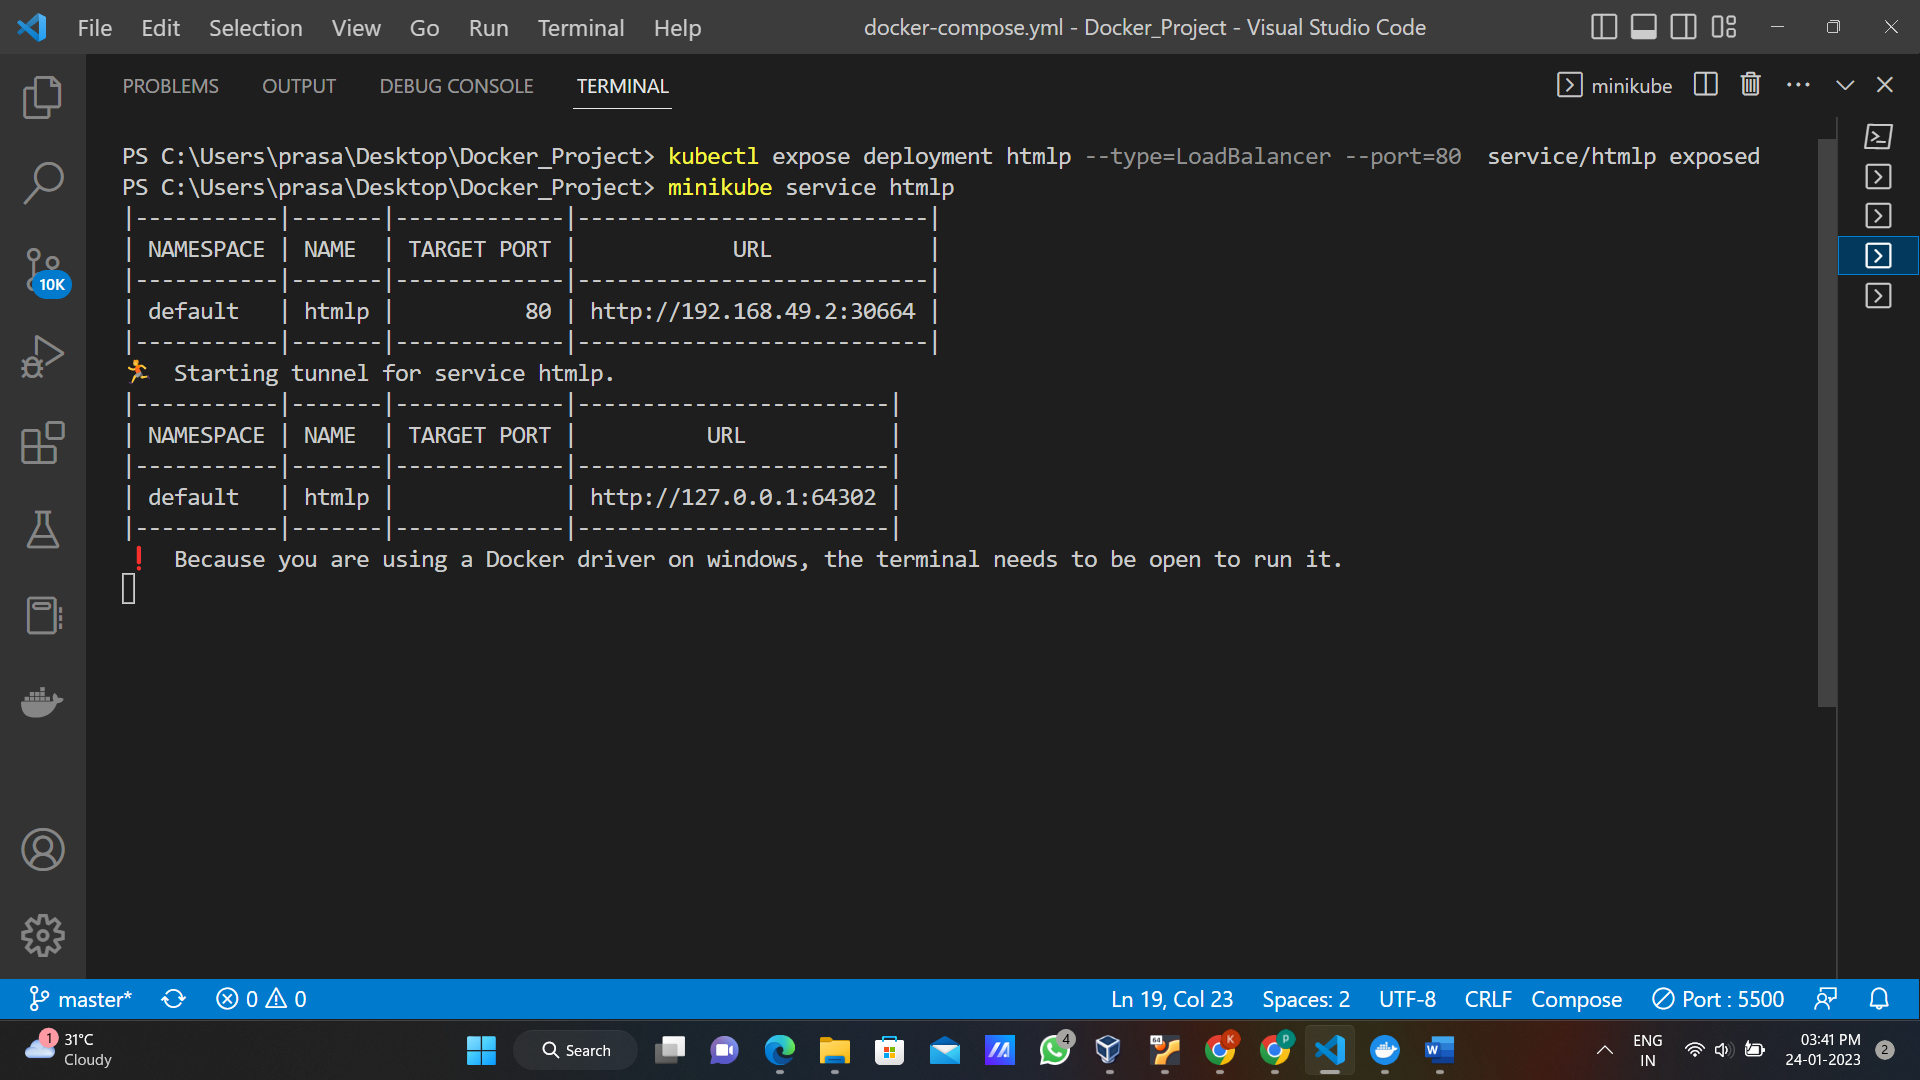 File Edit Selection View Go Run Terminal Help docker-compose.yml - Docker_Project - Visual Studio Code
PROBLEMS OUTPUT DEBUG CONSOLE TERMINAL minikube
PS C:\Users\prasa\Desktop\Docker_Project> kubectl expose deployment htmlp --type=LoadBalancer --port=80  service/htmlp exposed
PS C:\Users\prasa\Desktop\Docker_Project> minikube service htmlp
|-----------|-------|-------------|---------------------------|
| NAMESPACE | NAME  | TARGET PORT |            URL            |
|-----------|-------|-------------|---------------------------|
| default   | htmlp |          80 | http://192.168.49.2:30664 |
|-----------|-------|-------------|---------------------------|
🏃  Starting tunnel for service htmlp.
|-----------|-------|-------------|------------------------|
| NAMESPACE | NAME  | TARGET PORT |          URL           |
|-----------|-------|-------------|------------------------|
| default   | htmlp |             | http://127.0.0.1:64302 |
|-----------|-------|-------------|------------------------|
❗  Because you are using a Docker driver on windows, the terminal needs to be open to run it.
10K
master* 0 0 Ln 19, Col 23 Spaces: 2 UTF-8 CRLF Compose Port : 5500
1 31°C
Cloudy
Search
64
4
K
P
W
ENG
IN
03:41 PM
24-01-2023
2